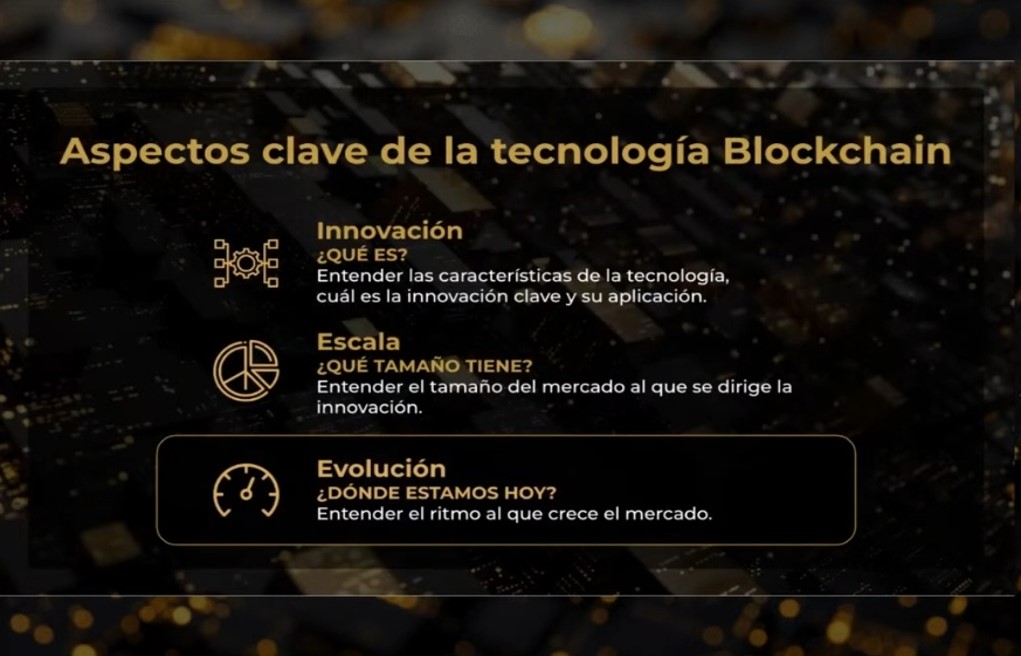 Aspectos clave de la tecnología Blockchain
Innovación
¿QUÉ ES?
Entender las características de la tecnología,
cuál es la innovación clave y su aplicación.
Escala
¿QUÉ TAMAÑO TIENE?
Entender el tamaño del mercado al que se dirige la
innovación.
Evolución
¿DÓNDE ESTAMOS HOY?
Entender el ritmo al que crece el mercado.